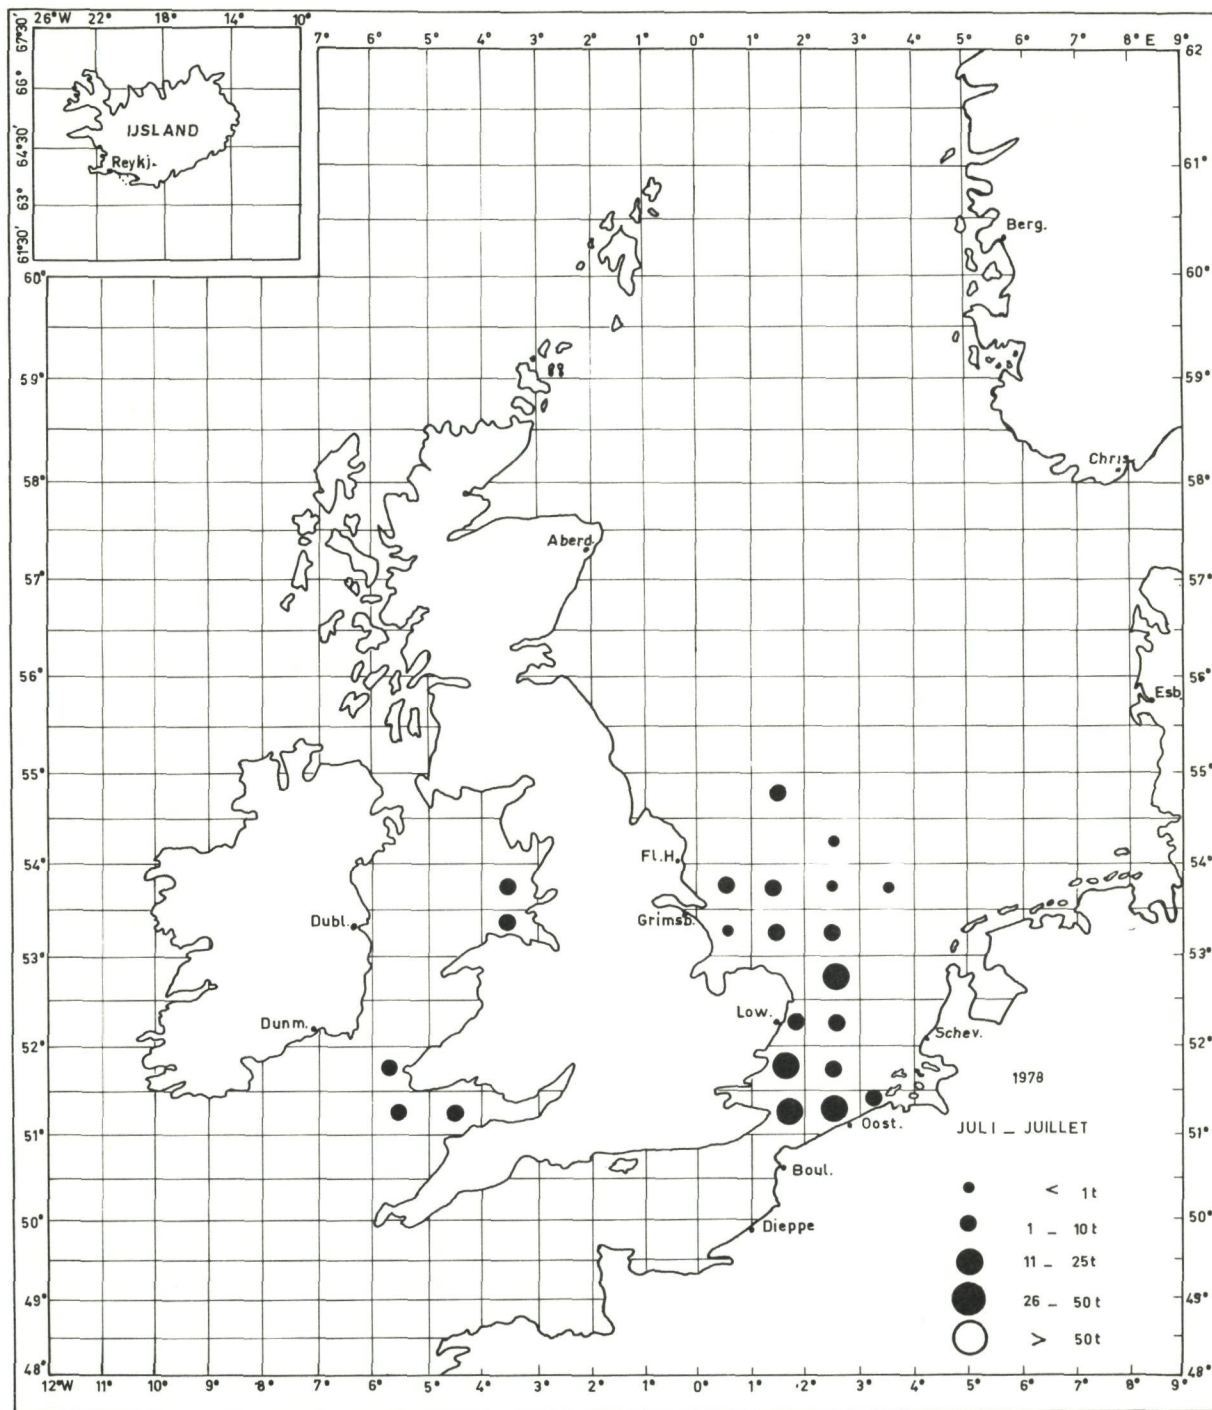 26°W 22° 18° 14° 10°
67°30' 66° 64°30' 63° 61°30'
IJSLAND
Reykj.
7° 6° 5° 4° 3° 2° 1° 0° 1° 2° 3° 4° 5° 6° 7° 8° E 9°
62
61°
Berg.
60° 60°
59° 59°
Chris
58° 58°
Aberd.
57° 57°
56° 56°
Esb.
55° 55°
Fl.H.
54° 54°
Grimsb.
Dubl.
53° 53°
Low.
Dunm.
Schev.
52° 52°
1978
Oost.
JULI _ JUILLET
51° 51°
Boul.
< 1t
50° 50°
Dieppe
1 _ 10t
11 _ 25t
49° 49°
26 _ 50t
> 50t
48° 48°
12°W 10° 9° 8° 7° 6° 5° 4° 3° 2° 1° 0° 1° 2° 3° 4° 5° 6° 7° 8° 9°